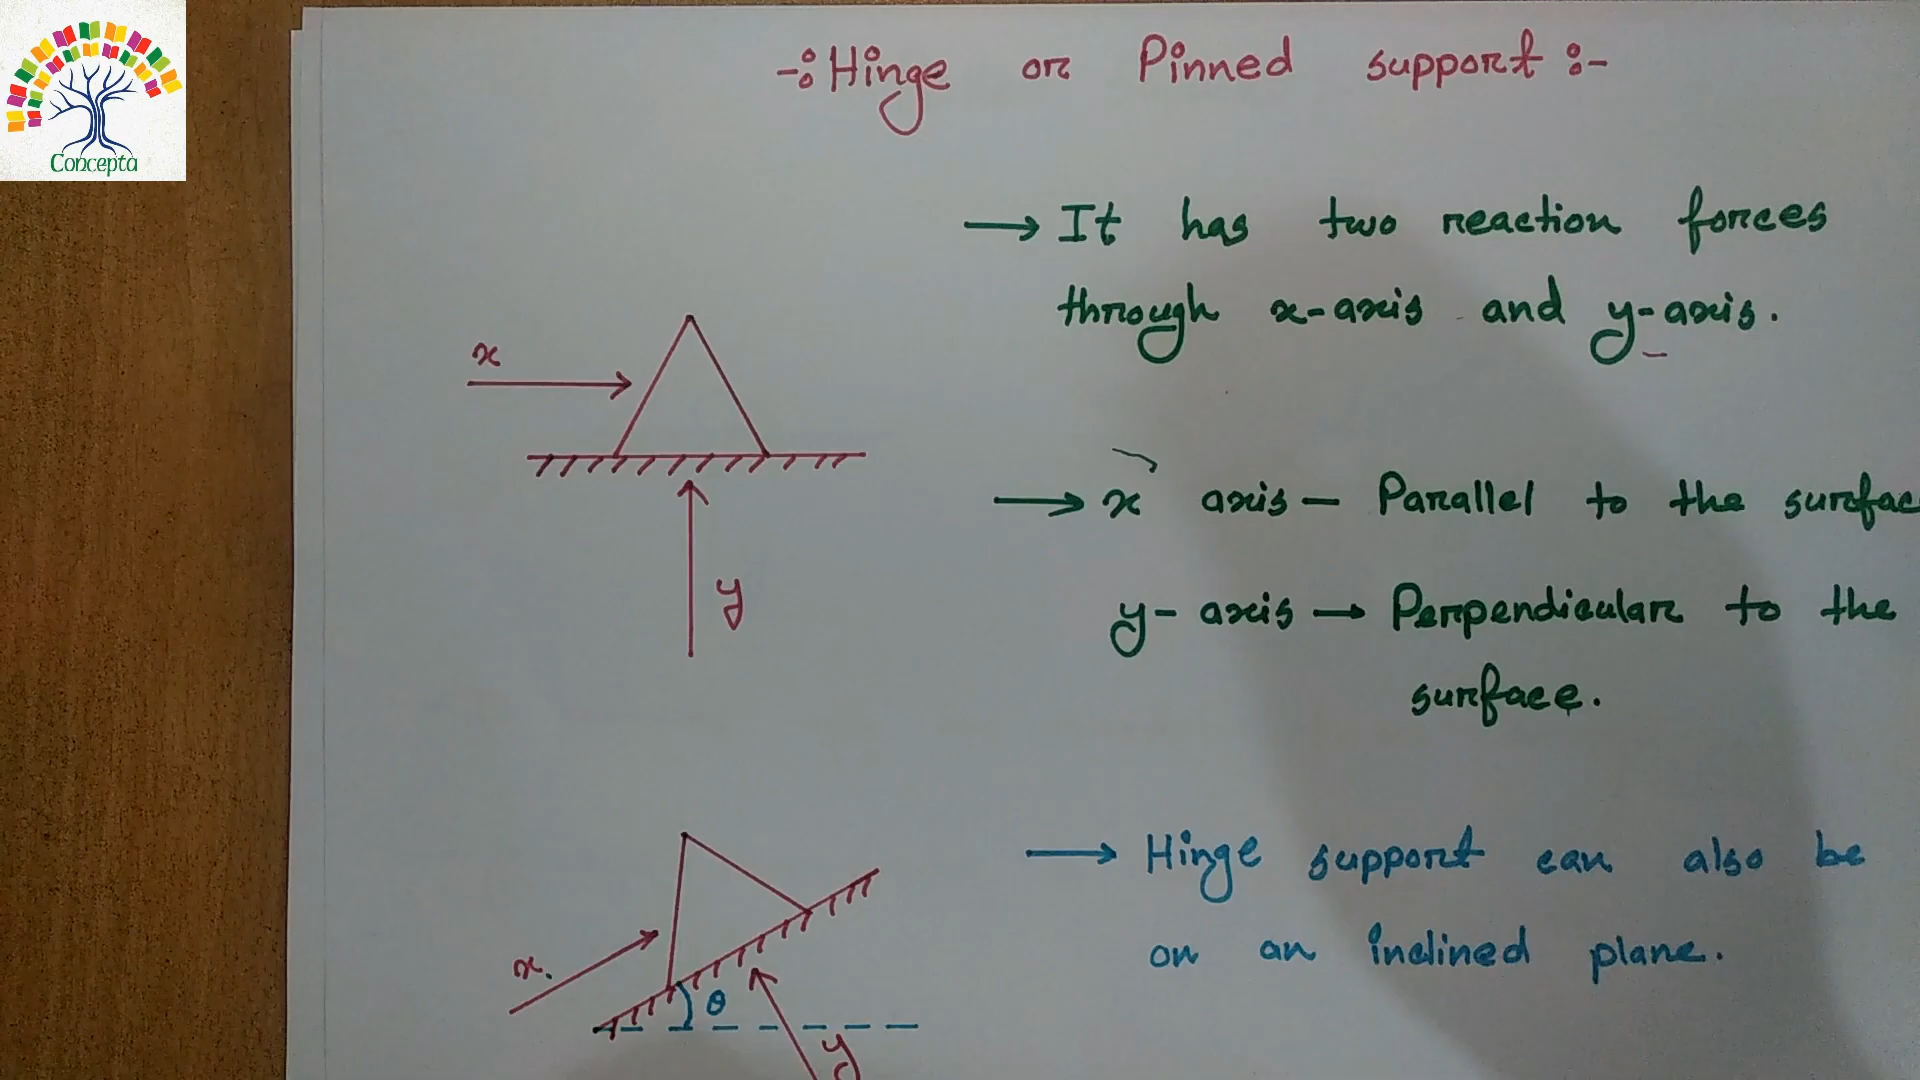 Concepta
-: Hinge or Pinned support :-
→ It has two reaction forces
through x-axis and y-axis.
x
→ x axis — Parallel to the surfac
y- axis → Perpendicular to the
surface.
y
→ Hinge support can also be
on an inclined plane.
x.
θ
y